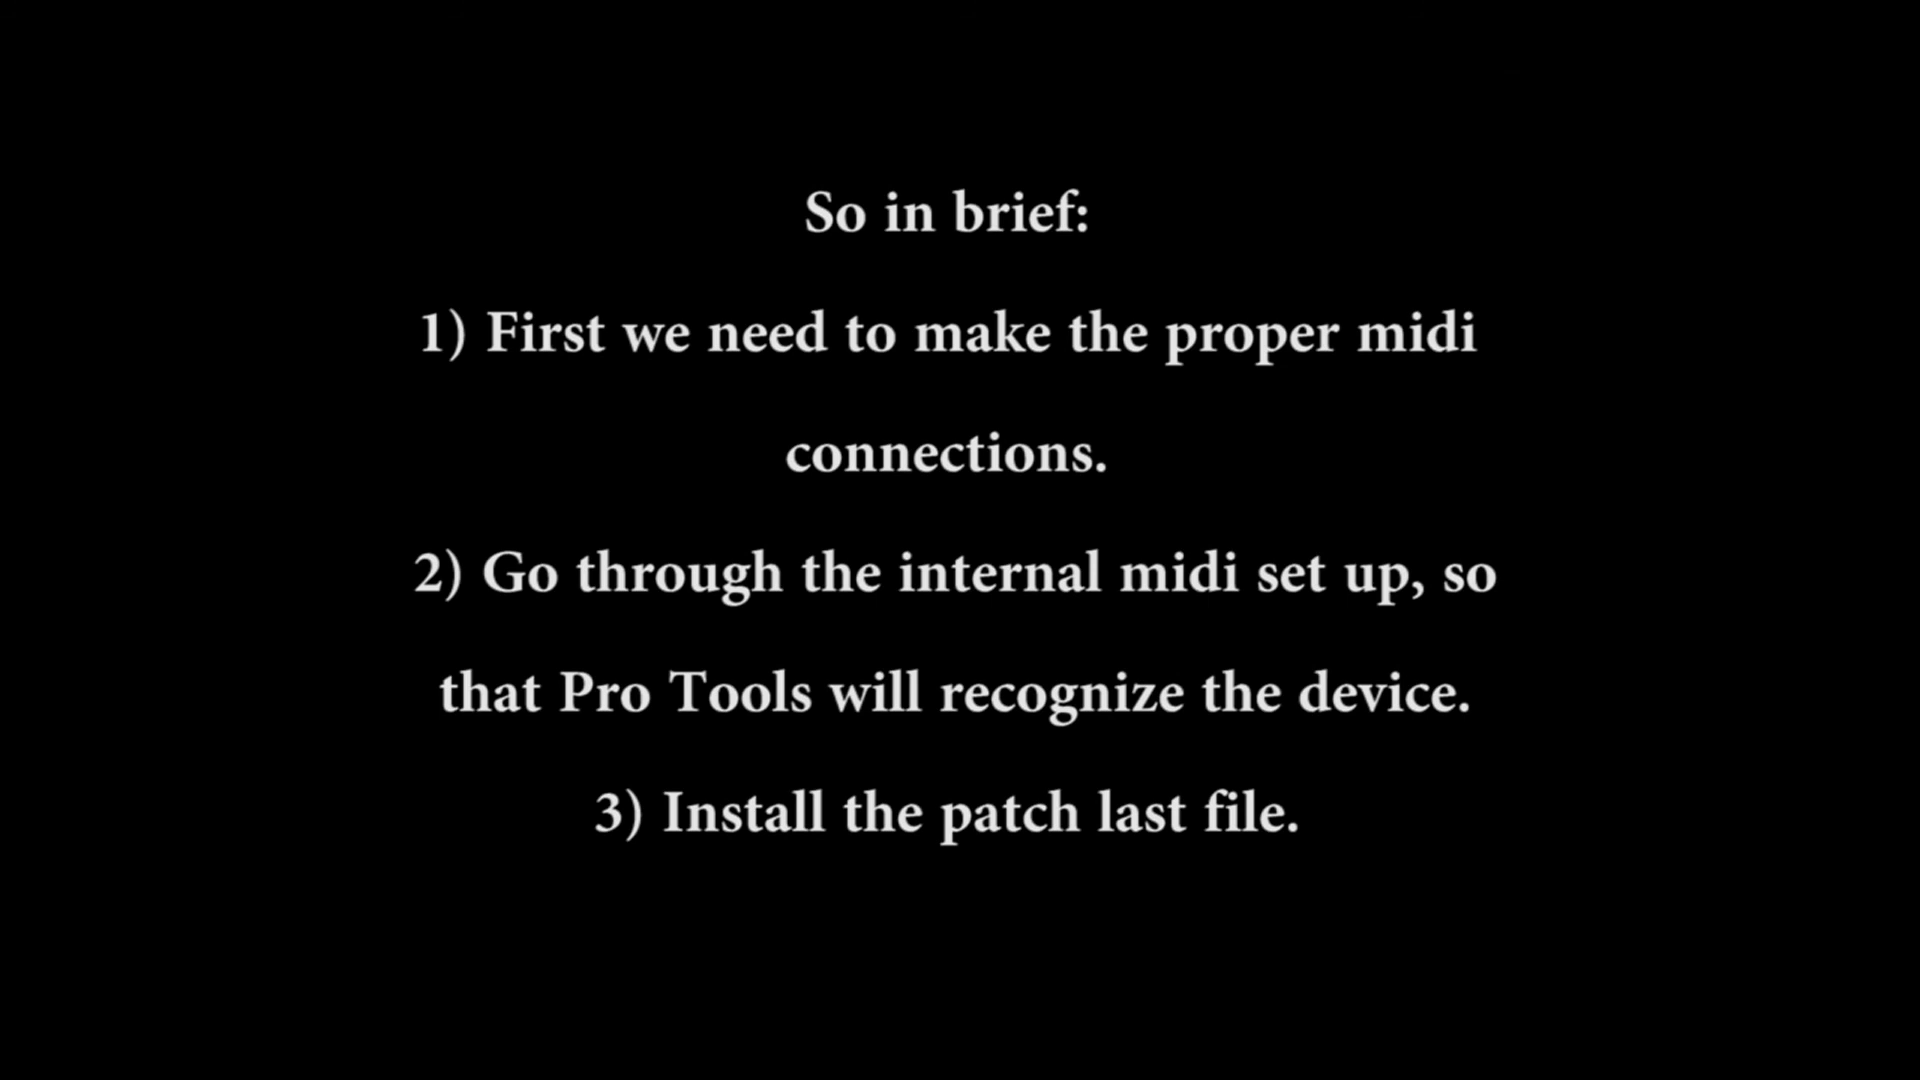 So in brief:
1) First we need to make the proper midi
connections.
2) Go through the internal midi set up, so
that Pro Tools will recognize the device.
3) Install the patch last file.